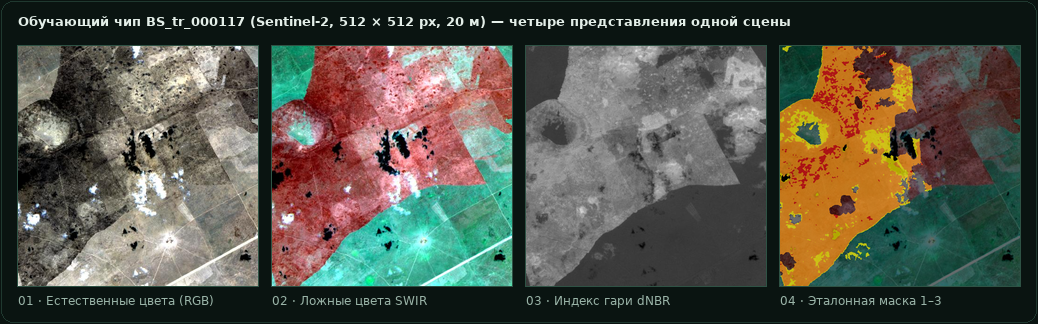 Обучающий чип BS_tr_000117 (Sentinel-2, 512 × 512 px, 20 м) — четыре представления одной сцены
01 · Естественные цвета (RGB)
02 · Ложные цвета SWIR
03 · Индекс гари dNBR
04 · Эталонная маска 1–3